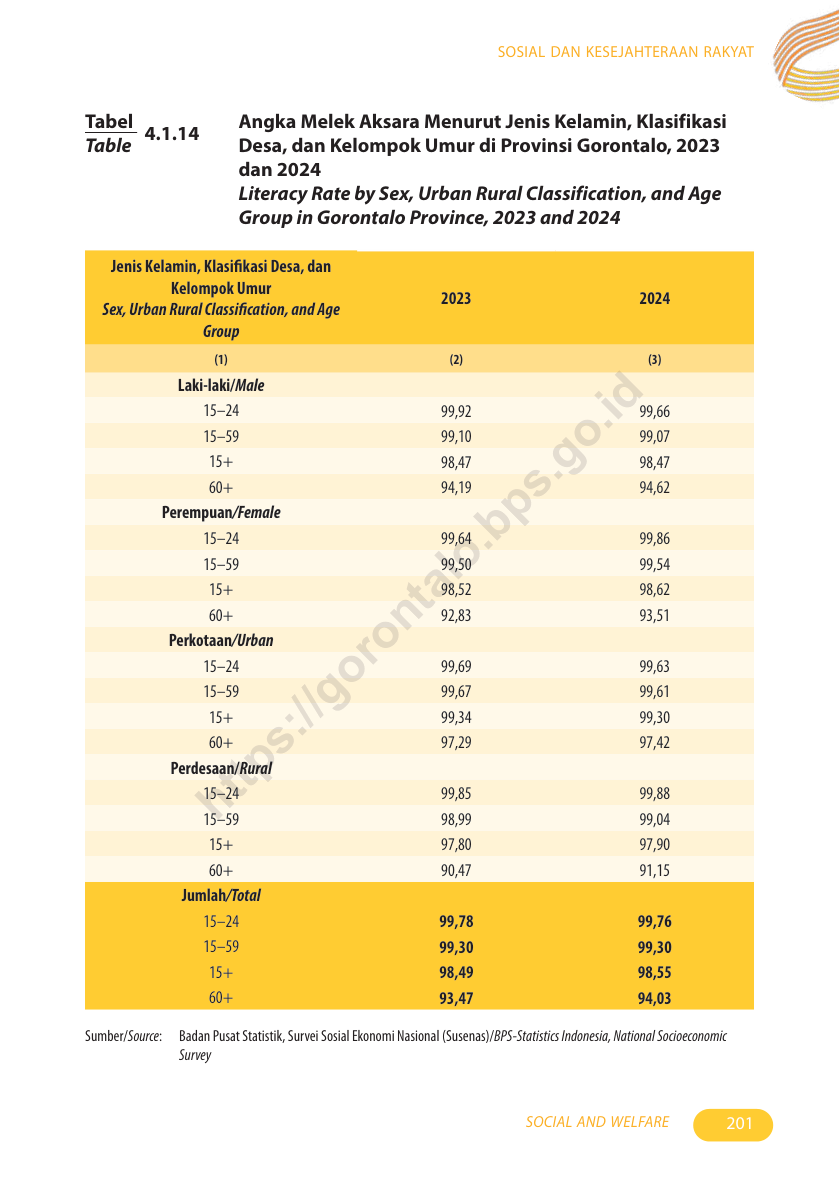 SOSIAL DAN KESEJAHTERAAN RAKYAT
Tabel
Table
4.1.14
Angka Melek Aksara Menurut Jenis Kelamin, Klasifikasi
Desa, dan Kelompok Umur di Provinsi Gorontalo, 2023
dan 2024
Literacy Rate by Sex, Urban Rural Classification, and Age
Group in Gorontalo Province, 2023 and 2024
Jenis Kelamin, Klasifikasi Desa, dan
Kelompok Umur
Sex, Urban Rural Classification, and Age
Group
2023 2024
(1) (2) (3)
Laki-laki/Male
15–24 99,92 99,66
15–59 99,10 99,07
15+ 98,47 98,47
60+ 94,19 94,62
Perempuan/Female
15–24 99,64 99,86
15–59 99,50 99,54
15+ 98,52 98,62
60+ 92,83 93,51
Perkotaan/Urban
15–24 99,69 99,63
15–59 99,67 99,61
15+ 99,34 99,30
60+ 97,29 97,42
Perdesaan/Rural
15–24 99,85 99,88
15–59 98,99 99,04
15+ 97,80 97,90
60+ 90,47 91,15
Jumlah/Total
15–24 99,78 99,76
15–59 99,30 99,30
15+ 98,49 98,55
60+ 93,47 94,03
https://gorontalo.bps.go.id
Sumber/Source: Badan Pusat Statistik, Survei Sosial Ekonomi Nasional (Susenas)/BPS-Statistics Indonesia, National Socioeconomic
Survey
SOCIAL AND WELFARE 201